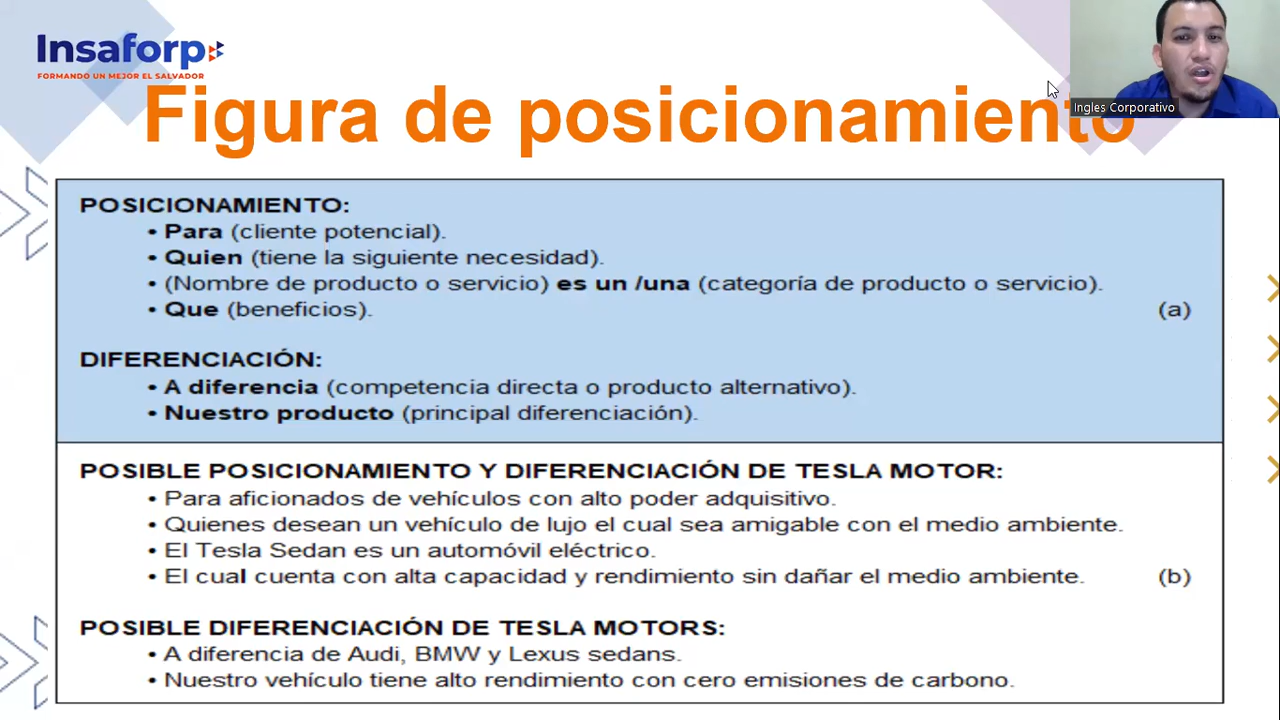 Insaforp
FORMANDO UN MEJOR EL SALVADOR
Figura de posicionamiento
Ingles Corporativo
POSICIONAMIENTO:
• Para (cliente potencial).
• Quien (tiene la siguiente necesidad).
• (Nombre de producto o servicio) es un /una (categoría de producto o servicio).
• Que (beneficios).
(a)
DIFERENCIACIÓN:
• A diferencia (competencia directa o producto alternativo).
• Nuestro producto (principal diferenciación).
POSIBLE POSICIONAMIENTO Y DIFERENCIACIÓN DE TESLA MOTOR:
• Para aficionados de vehículos con alto poder adquisitivo.
• Quienes desean un vehículo de lujo el cual sea amigable con el medio ambiente.
• El Tesla Sedan es un automóvil eléctrico.
• El cual cuenta con alta capacidad y rendimiento sin dañar el medio ambiente.
(b)
POSIBLE DIFERENCIACIÓN DE TESLA MOTORS:
• A diferencia de Audi, BMW y Lexus sedans.
• Nuestro vehículo tiene alto rendimiento con cero emisiones de carbono.